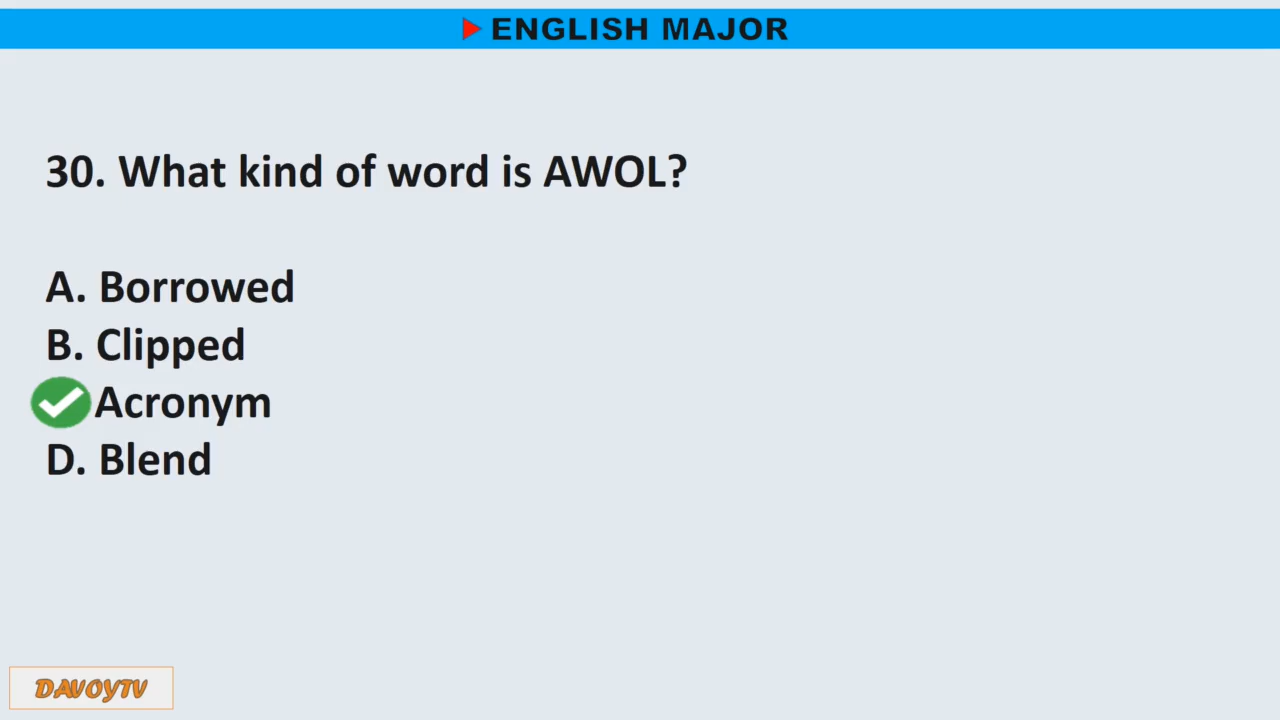 ENGLISH MAJOR
30. What kind of word is AWOL?
A. Borrowed
B. Clipped
Acronym
D. Blend
DAVOYTV